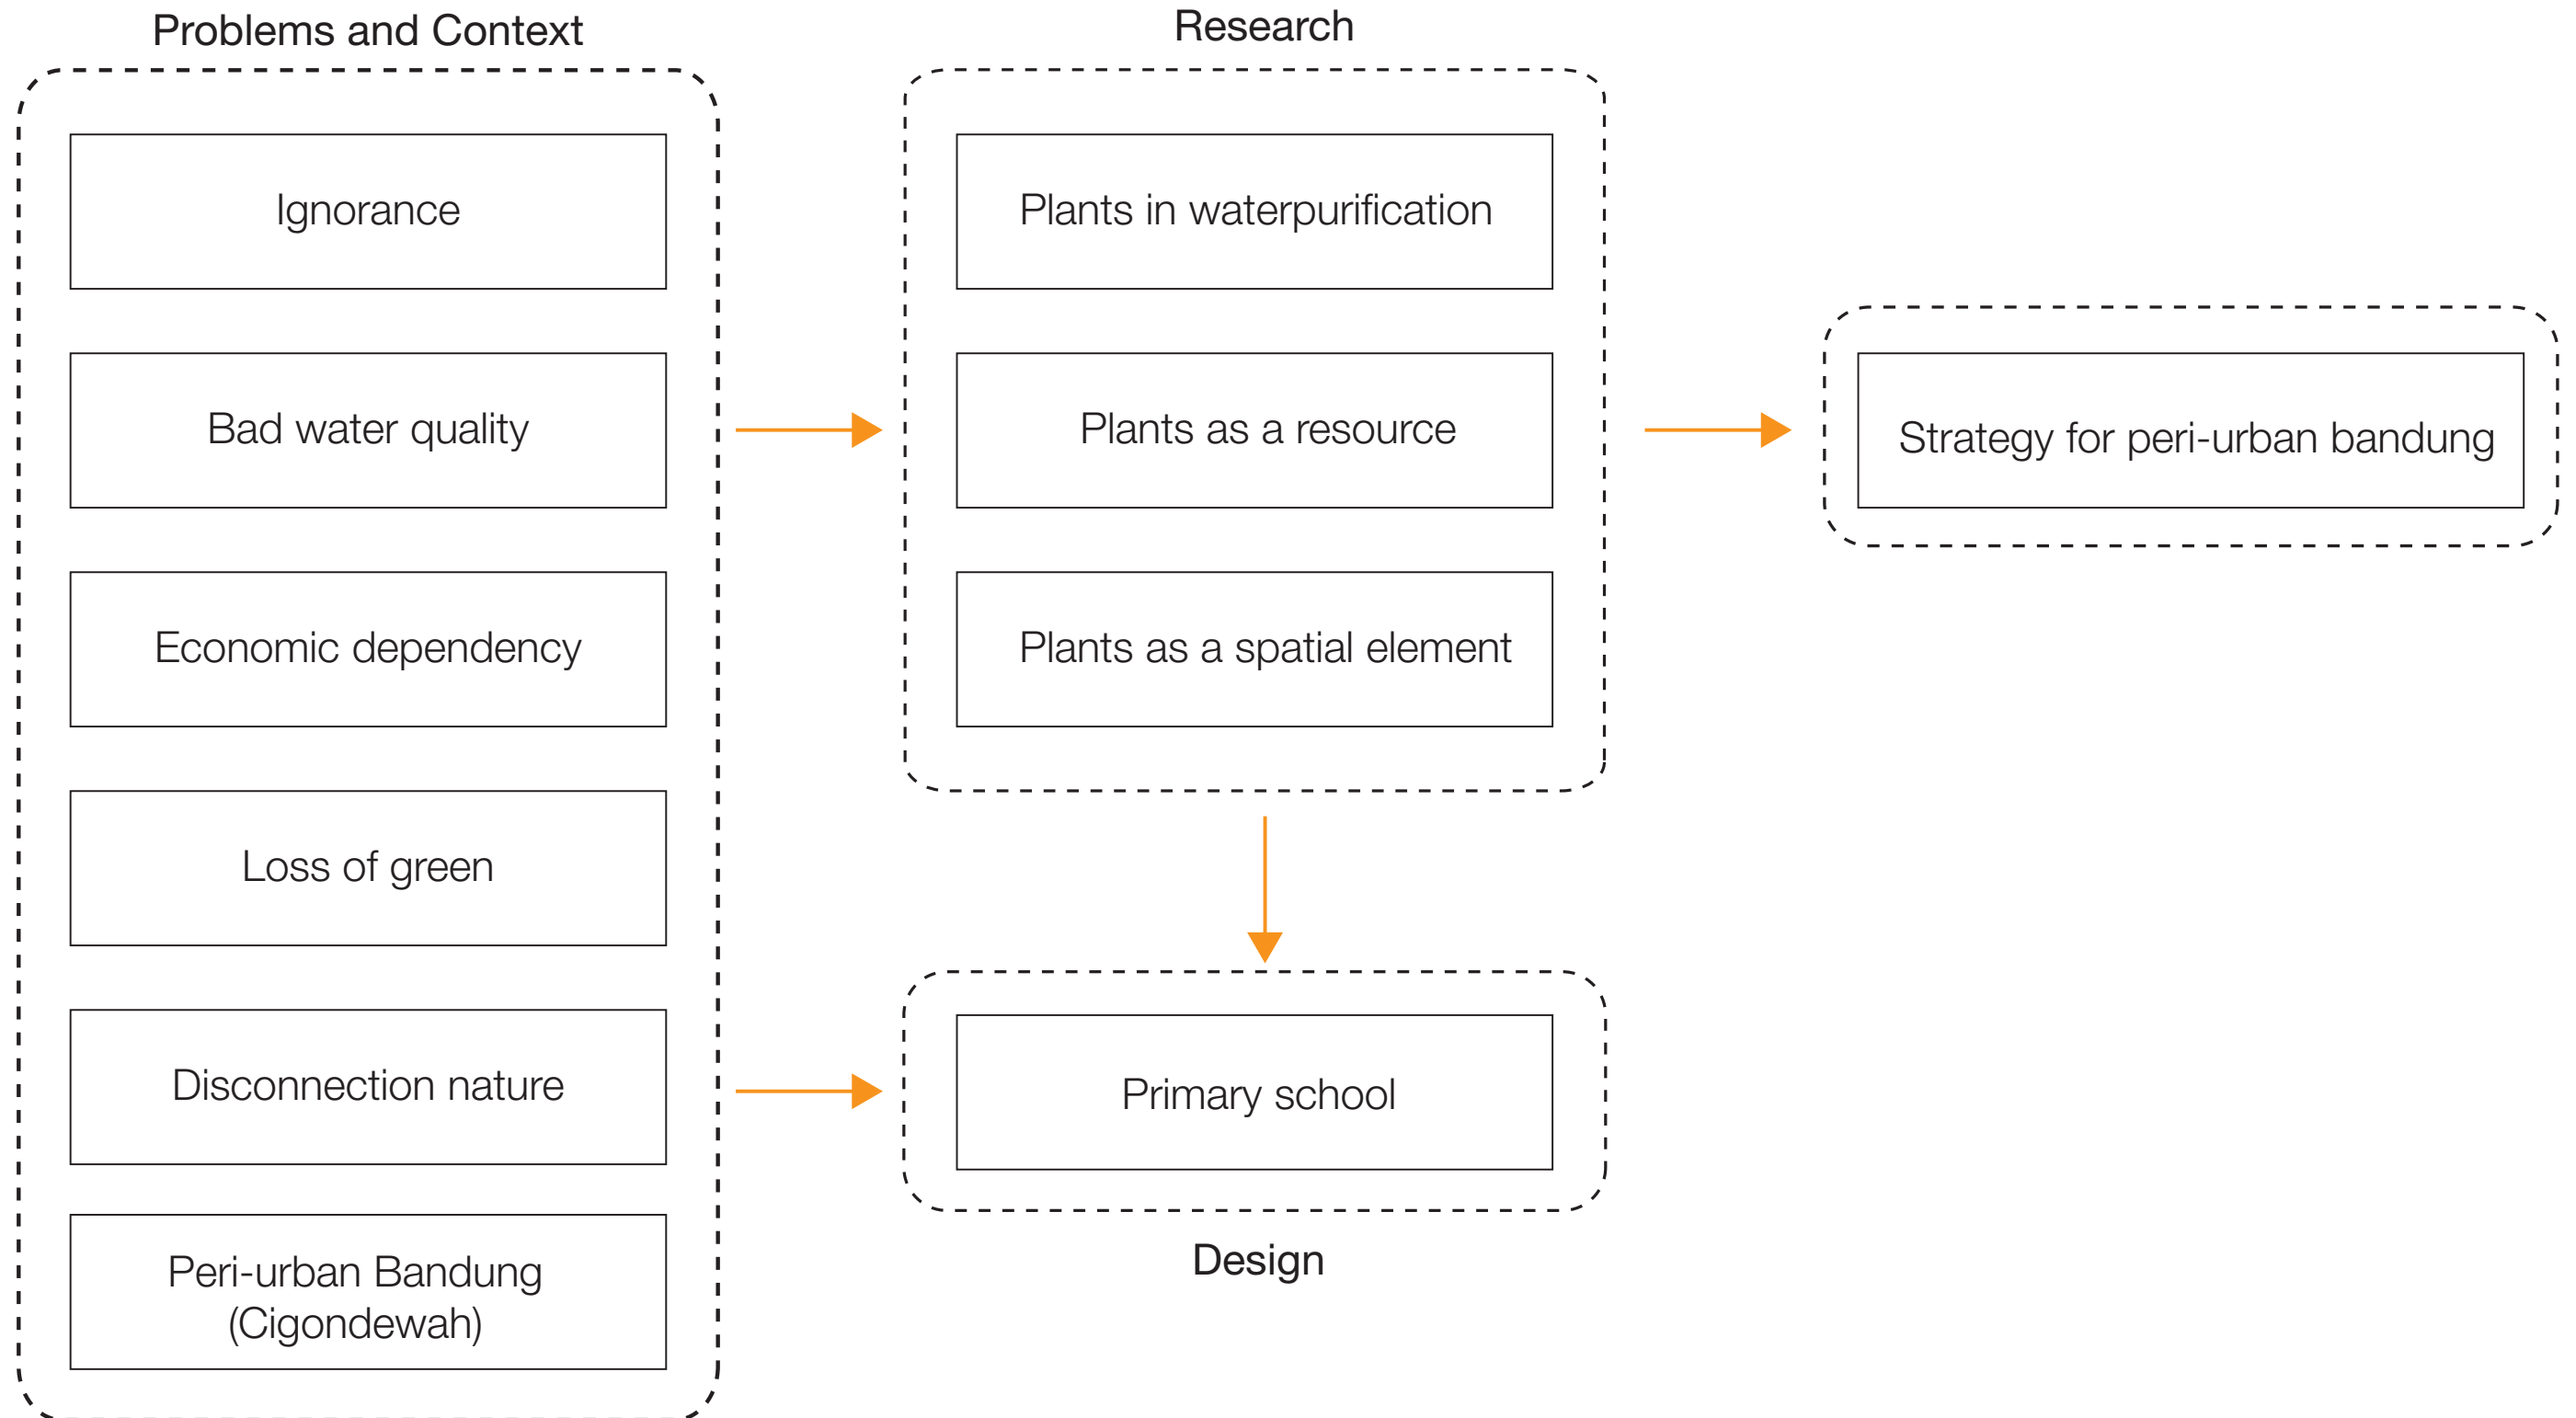 Problems and Context
Ignorance
Bad water quality
Economic dependency
Loss of green
Disconnection nature
Peri-urban Bandung
(Cigondewah)
Research
Plants in waterpurification
Plants as a resource
Plants as a spatial element
Primary school
Design
Strategy for peri-urban bandung